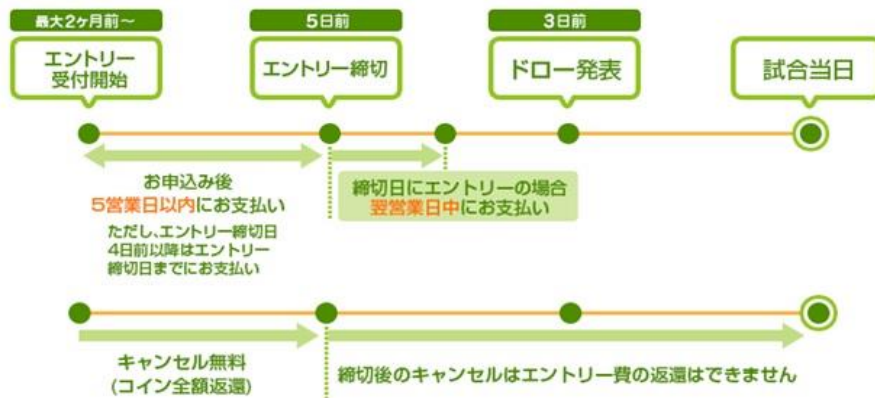 最大2ヶ月前～
5日前
3日前
エントリー
受付開始
エントリー締切
ドロー発表
試合当日
お申込み後
5営業日以内にお支払い
ただし、エントリー締切日
4日前以降はエントリー
締切日までにお支払い
締切日にエントリーの場合
翌営業日中にお支払い
キャンセル無料
(コイン全額返還)
締切後のキャンセルはエントリー費の返還はできません